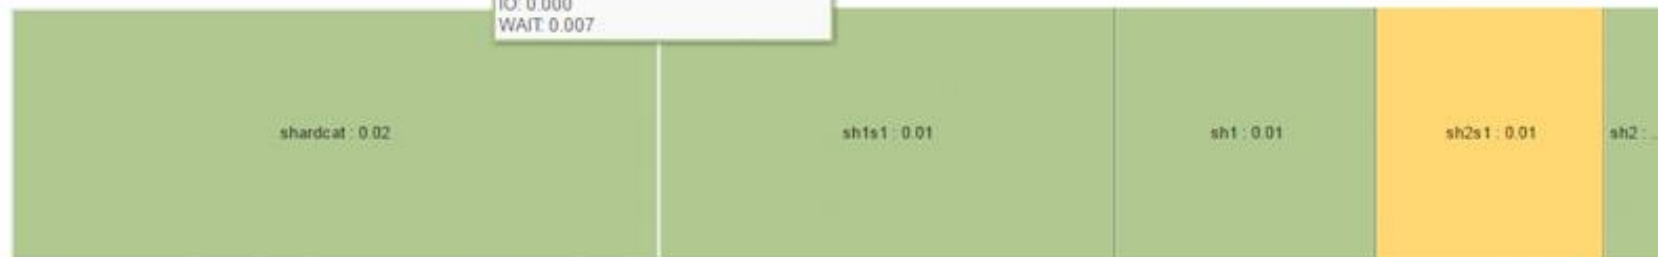 IO: 0.000
WAIT: 0.007
shardcat : 0.02
sh1s1 : 0.01
sh1 : 0.01
sh2s1 : 0.01
sh2 : ..